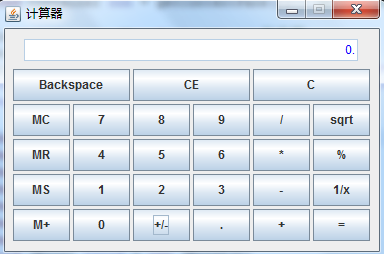 计算器
0.
Backspace CE C
MC 7 8 9 / sqrt
MR 4 5 6 * %
MS 1 2 3 - 1/x
M+ 0 +/- . + =